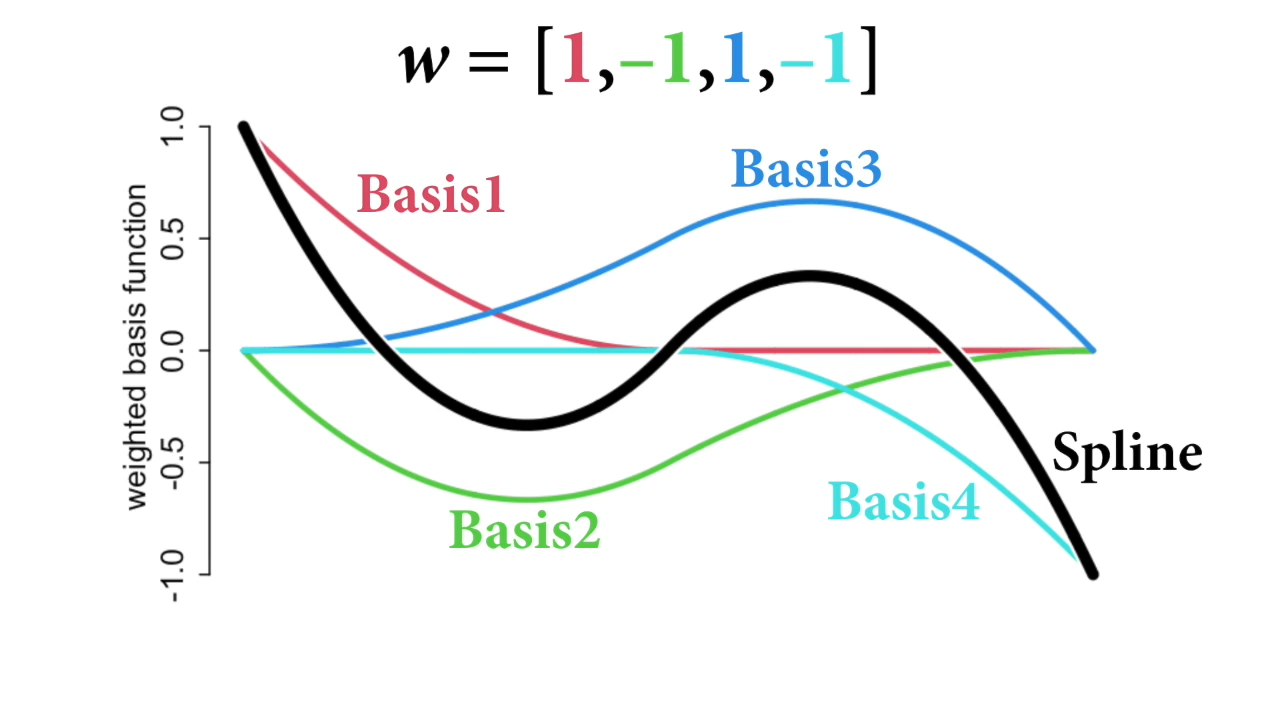 w = [1,–1,1,–1]
weighted basis function
1.0
0.5
0.0
-0.5
-1.0
Basis1
Basis3
Spline
Basis4
Basis2